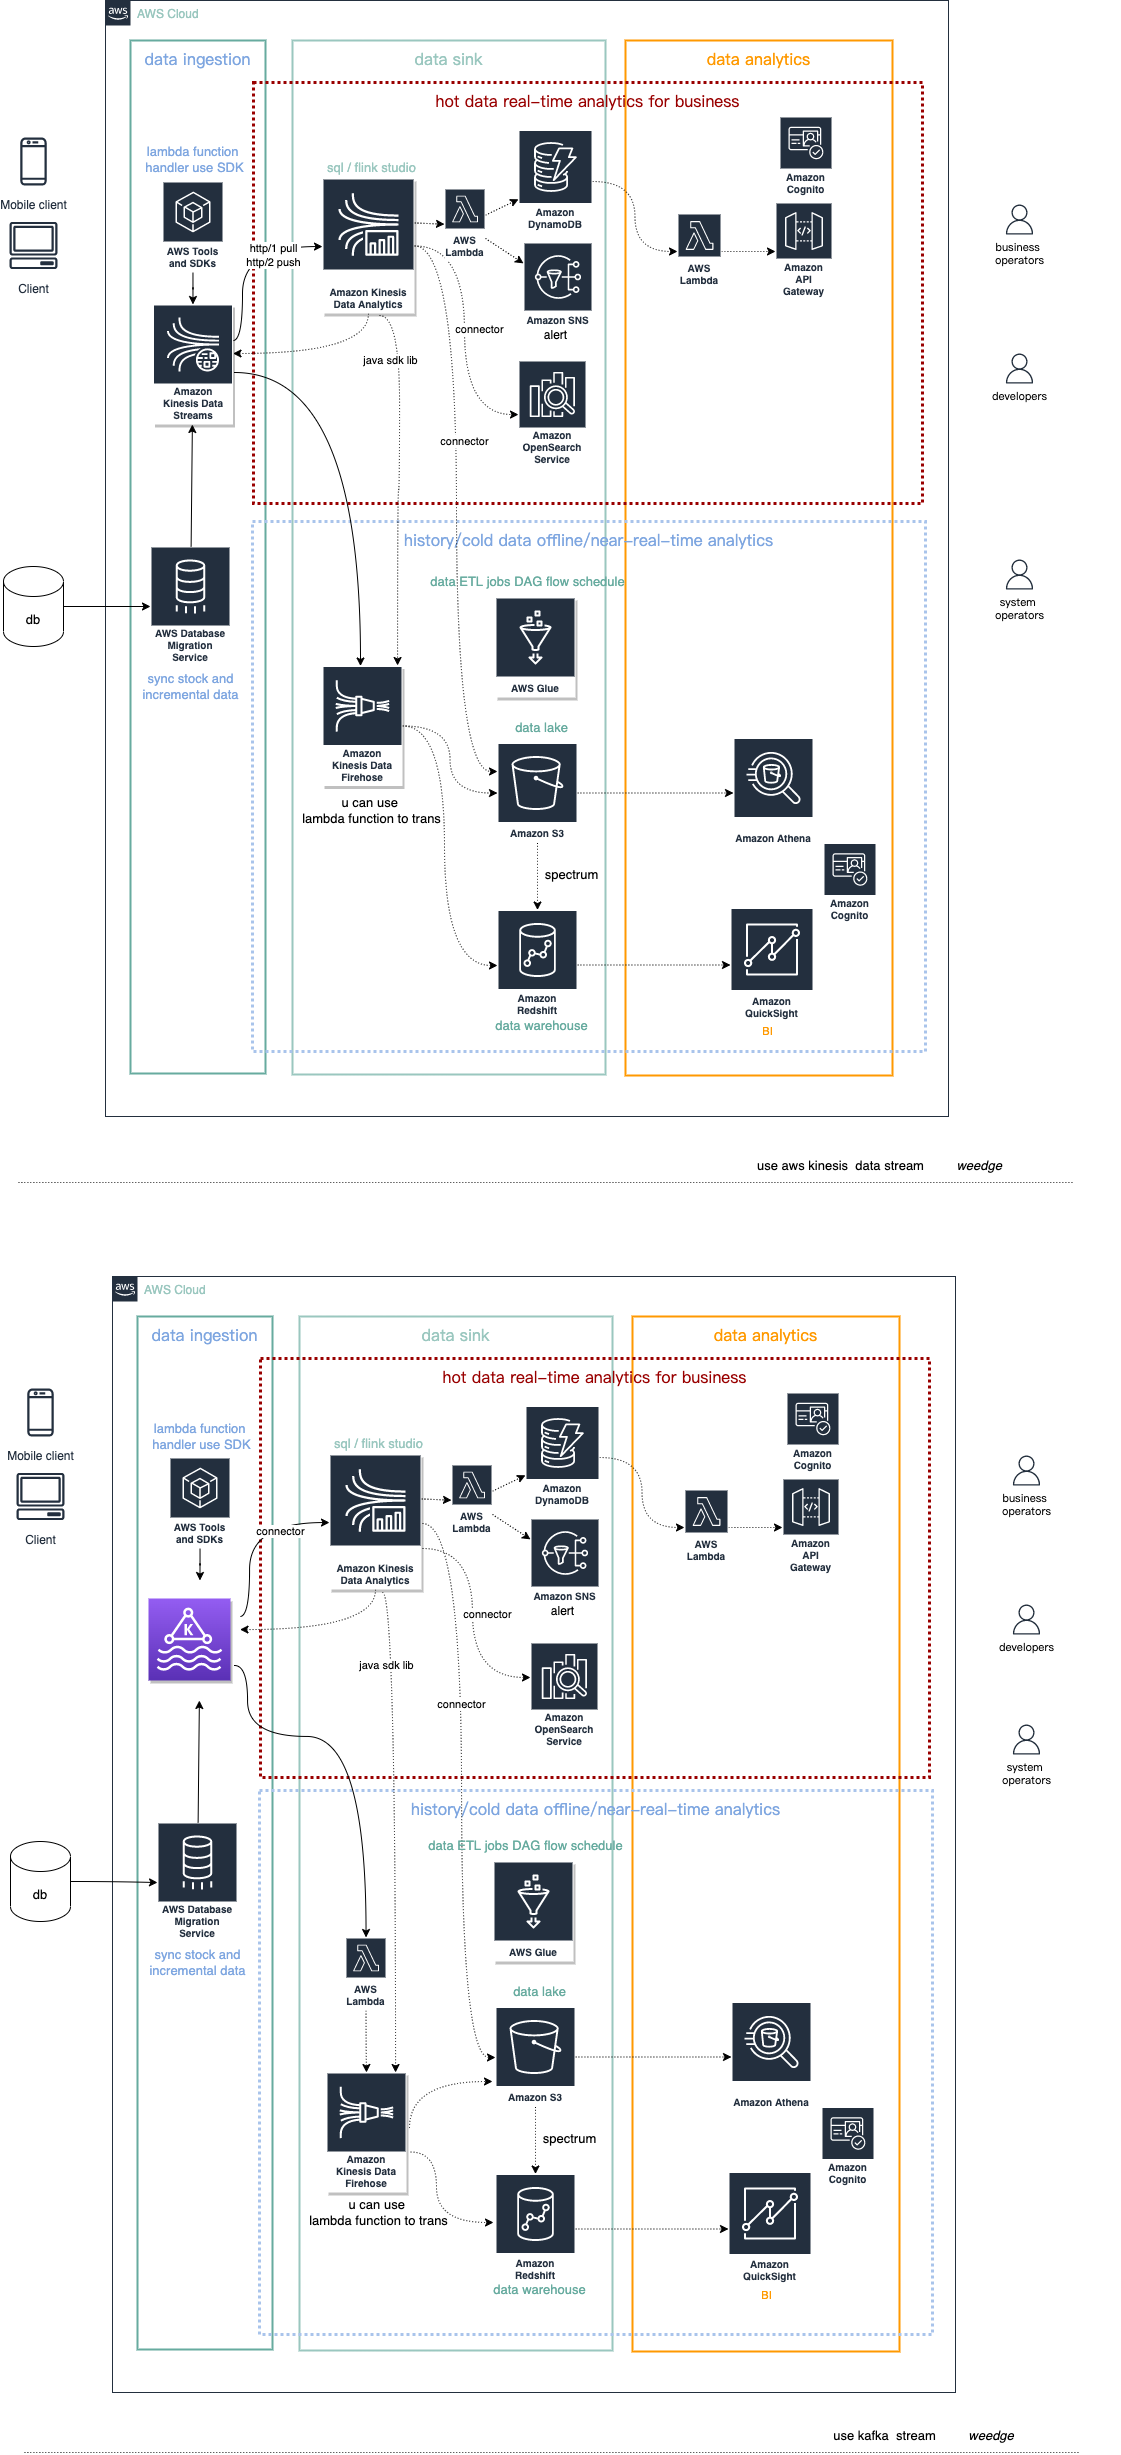 aws
AWS Cloud
data ingestion
data sink
data analytics
hot data real-time analytics for business
lambda function
handler use SDK
AWS Tools
and SDKs
Mobile client
Client
http/1 pull
http/2 push
sql / flink studio
Amazon Kinesis
Data Analytics
AWS
Lambda
Amazon
DynamoDB
Amazon SNS
alert
connector
java sdk lib
Amazon
OpenSearch
Service
connector
AWS
Lambda
Amazon
Cognito
Amazon
API
Gateway
business
operators
developers
Amazon
Kinesis Data
Streams
history/cold data offline/near-real-time analytics
data ETL jobs DAG flow schedule
AWS Glue
system
operators
db
AWS Database
Migration
Service
sync stock and
incremental data
Amazon
Kinesis Data
Firehose
u can use
lambda function to trans
data lake
Amazon S3
spectrum
Amazon
Redshift
data warehouse
Amazon Athena
Amazon
Cognito
Amazon
QuickSight
BI
use aws kinesis data stream
weedge
aws
AWS Cloud
data ingestion
data sink
data analytics
hot data real-time analytics for business
lambda function
handler use SDK
AWS Tools
and SDKs
Mobile client
Client
connector
sql / flink studio
Amazon Kinesis
Data Analytics
AWS
Lambda
Amazon
DynamoDB
Amazon SNS
alert
connector
java sdk lib
connector
Amazon
OpenSearch
Service
AWS
Lambda
Amazon
Cognito
Amazon
API
Gateway
business
operators
developers
system
operators
K
history/cold data offline/near-real-time analytics
data ETL jobs DAG flow schedule
AWS Glue
db
AWS Database
Migration
Service
sync stock and
incremental data
AWS
Lambda
Amazon
Kinesis Data
Firehose
u can use
lambda function to trans
data lake
Amazon S3
spectrum
Amazon
Redshift
data warehouse
Amazon Athena
Amazon
Cognito
Amazon
QuickSight
BI
use kafka stream
weedge